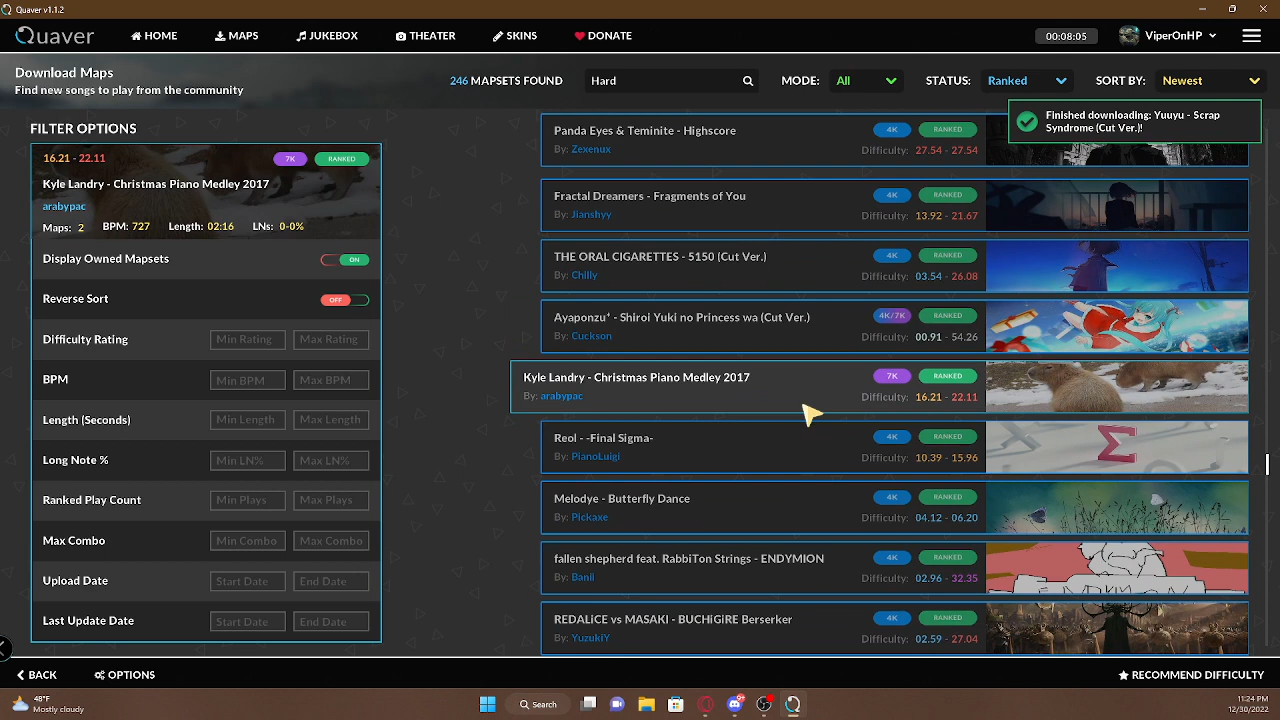 Quaver v1.1.2
Quaver
HOME
MAPS
JUKEBOX
THEATER
SKINS
DONATE
00:08:05
ViperOnHP
Download Maps
Find new songs to play from the community
246 MAPSETS FOUND
Hard
MODE: All
STATUS: Ranked
SORT BY: Newest
Finished downloading: Yuuyu - Scrap
Syndrome (Cut Ver.)!
FILTER OPTIONS
16.21 - 22.11
7K
RANKED
Kyle Landry - Christmas Piano Medley 2017
arabypac
Maps: 2 BPM: 727 Length: 02:16 LNs: 0-0%
Display Owned Mapsets ON
Reverse Sort OFF
Difficulty Rating Min Rating Max Rating
BPM Min BPM Max BPM
Length (Seconds) Min Length Max Length
Long Note % Min LN% Max LN%
Ranked Play Count Min Plays Max Plays
Max Combo Min Combo Max Combo
Upload Date Start Date End Date
Last Update Date Start Date End Date
Panda Eyes & Teminite - Highscore 4K RANKED
By: Zexenux Difficulty: 27.54 - 27.54
Fractal Dreamers - Fragments of You 4K RANKED
By: Jianshyy Difficulty: 13.92 - 21.67
THE ORAL CIGARETTES - 5150 (Cut Ver.) 4K RANKED
By: Chilly Difficulty: 03.54 - 26.08
Ayaponzu* - Shiroi Yuki no Princess wa (Cut Ver.) 4K/7K RANKED
By: Cuckson Difficulty: 00.91 - 54.26
Kyle Landry - Christmas Piano Medley 2017 7K RANKED
By: arabypac Difficulty: 16.21 - 22.11
Reol - -Final Sigma- 4K RANKED
By: PianoLuigi Difficulty: 10.39 - 15.96
Σ
Melodye - Butterfly Dance 4K RANKED
By: Pickaxe Difficulty: 04.12 - 06.20
fallen shepherd feat. RabbiTon Strings - ENDYMION 4K RANKED
By: Banil Difficulty: 02.96 - 32.35
REDALiCE vs MASAKI - BUCHiGiRE Berserker 4K RANKED
By: YuzukiY Difficulty: 02.59 - 27.04
BACK
OPTIONS
RECOMMEND DIFFICULTY
48°F
Mostly cloudy
Search
11:24 PM
12/30/2022